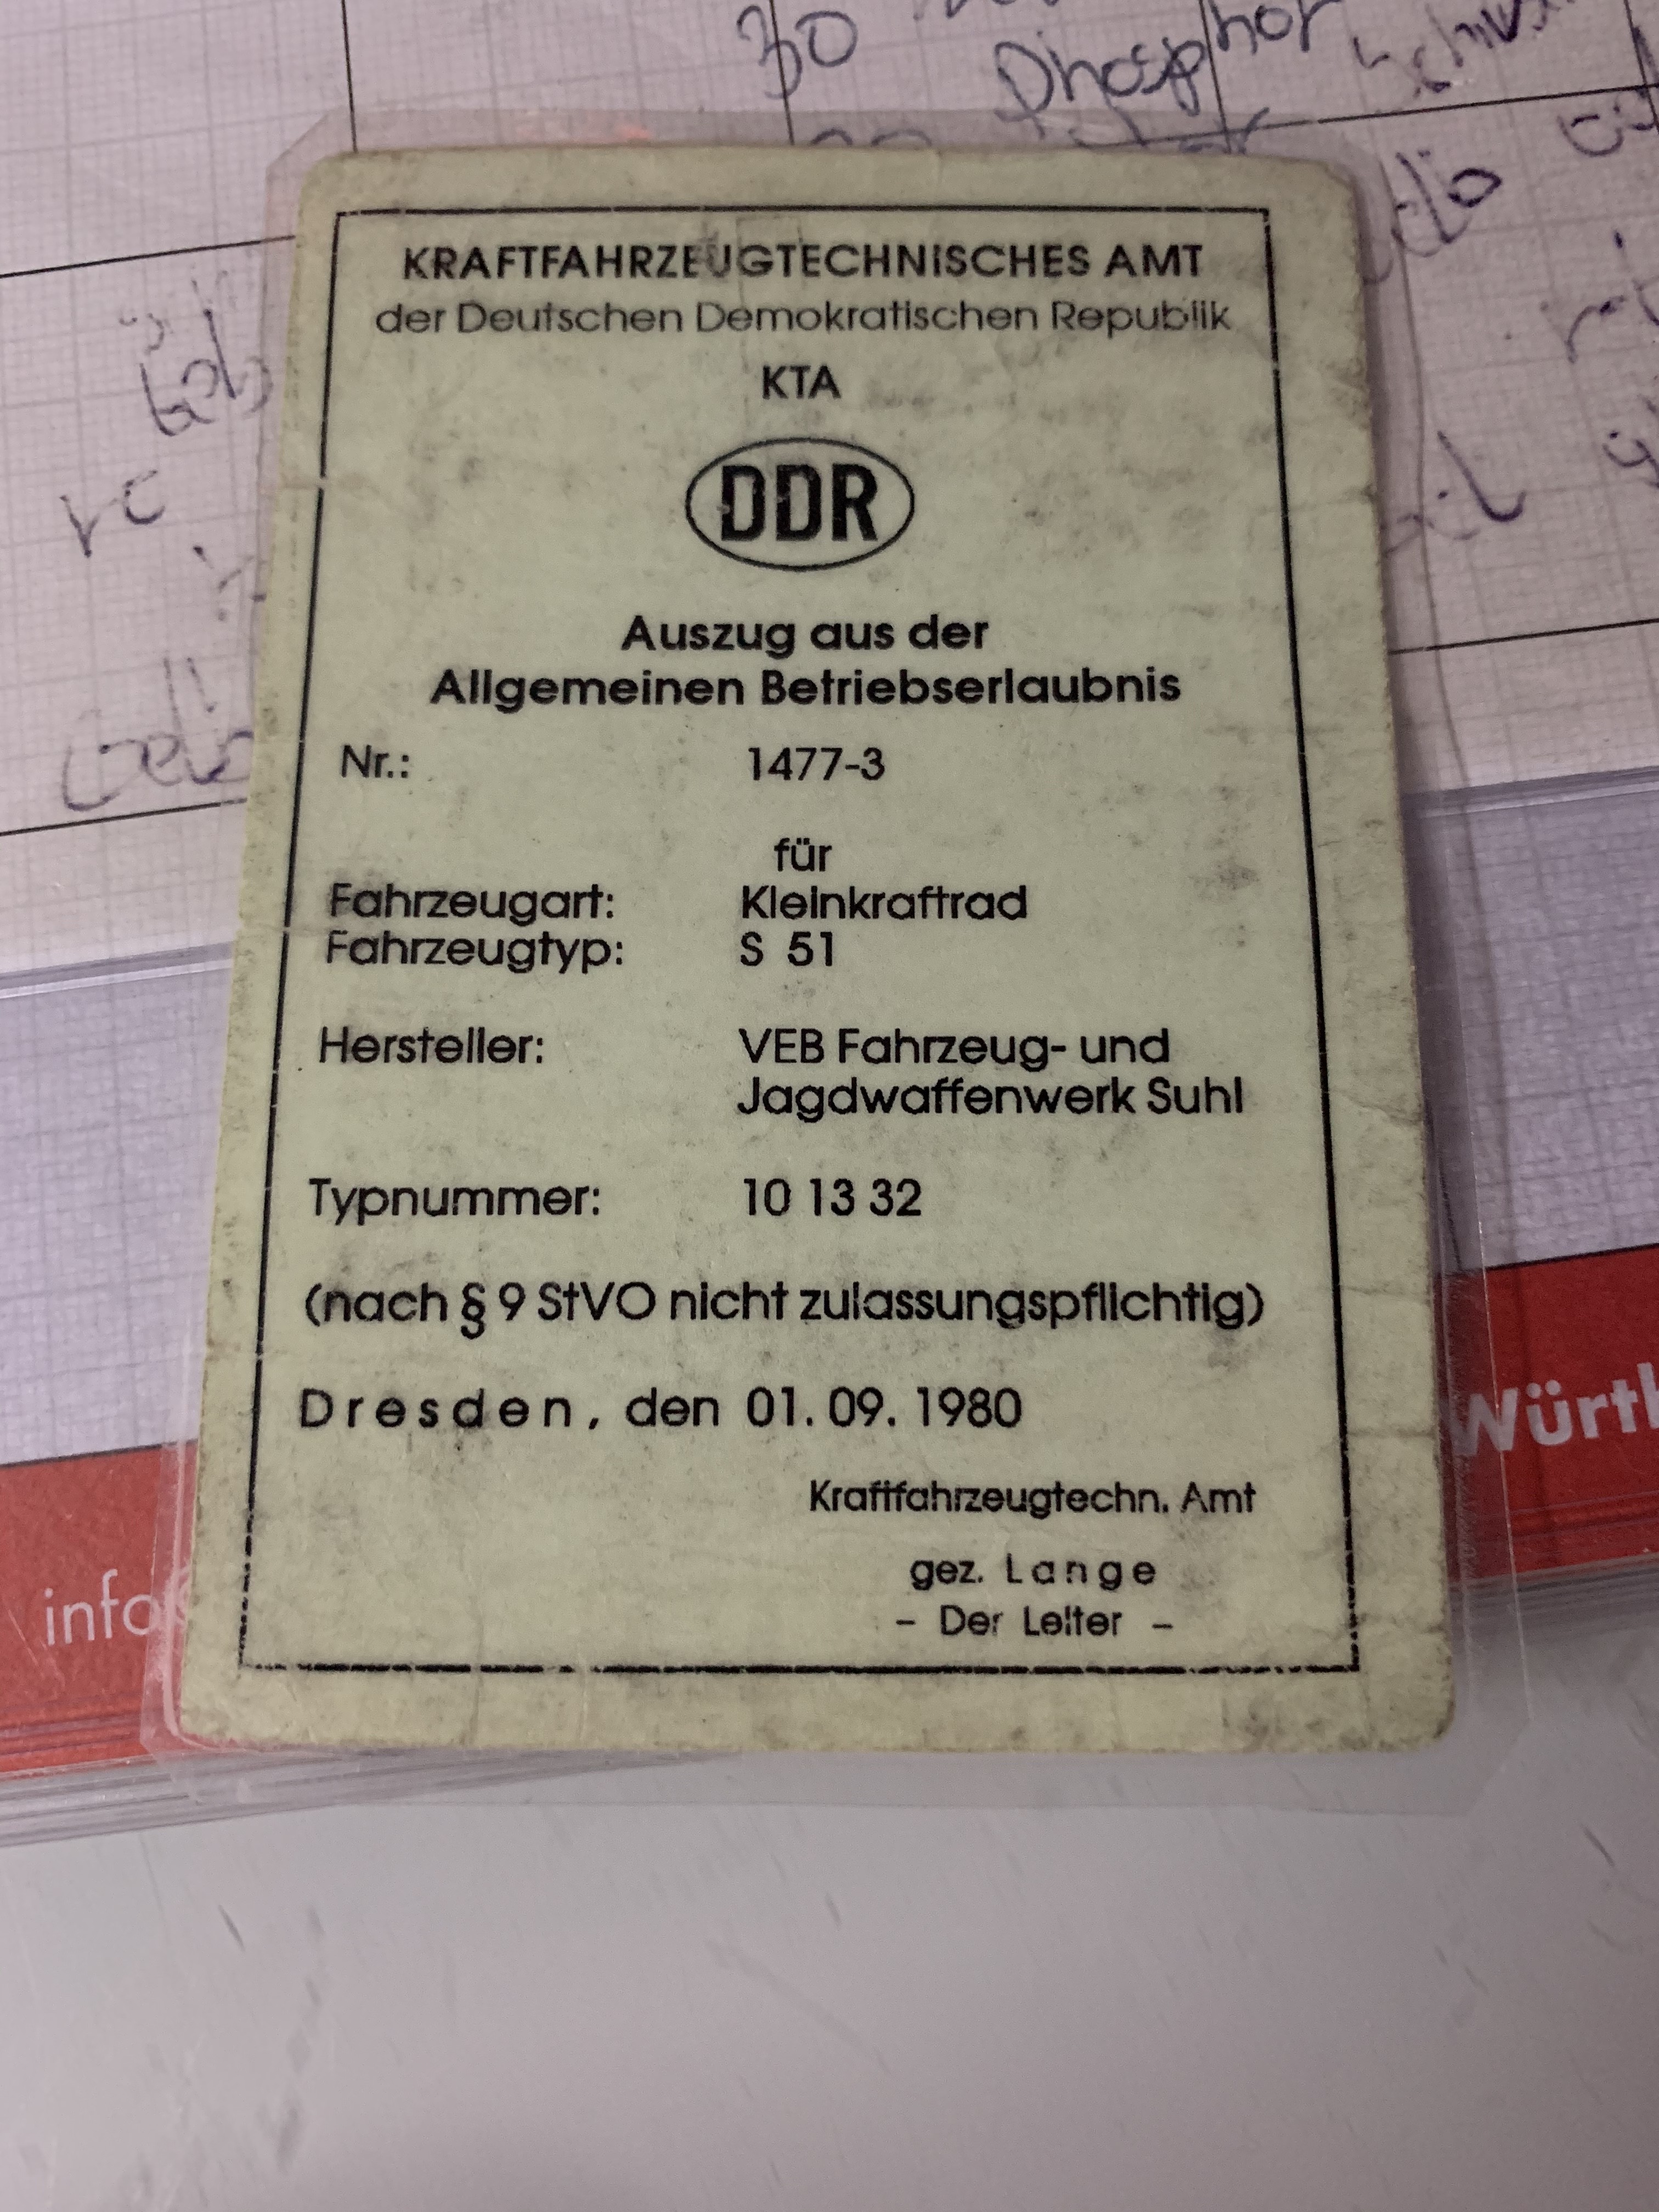 30
Phosphor
KRAFTFAHRZEUGTECHNISCHES AMT
der Deutschen Demokratischen Republik
KTA
DDR
Auszug aus der
Allgemeinen Betriebserlaubnis
Nr.: 1477-3
für
Fahrzeugart: Kleinkraftrad
Fahrzeugtyp: S 51
Hersteller: VEB Fahrzeug- und
Jagdwaffenwerk Suhl
Typnummer: 10 13 32
(nach § 9 StVO nicht zulassungspflichtig)
Dresden, den 01. 09. 1980
Kraftfahrzeugtechn. Amt
gez. Lange
- Der Leiter -
info
Würth